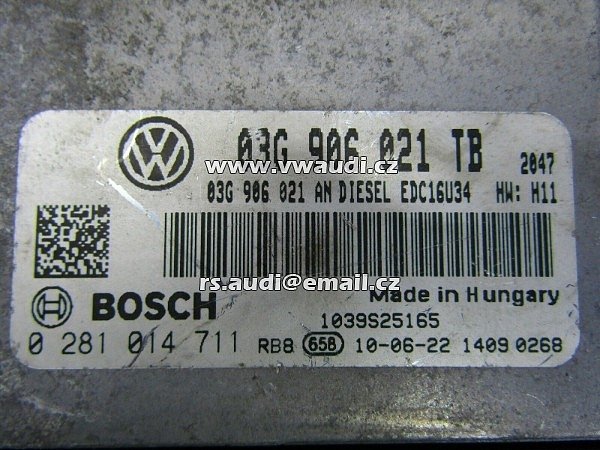 03G 906 021 TB 2047
www.vwaudi.cz
03G 906 021 AN DIESEL EDC16U34 HW: H11
rs.audi@email.cz
BOSCH Made in Hungary
1039S25165
0 281 014 711 RB8 658 10-06-22 1409 0268